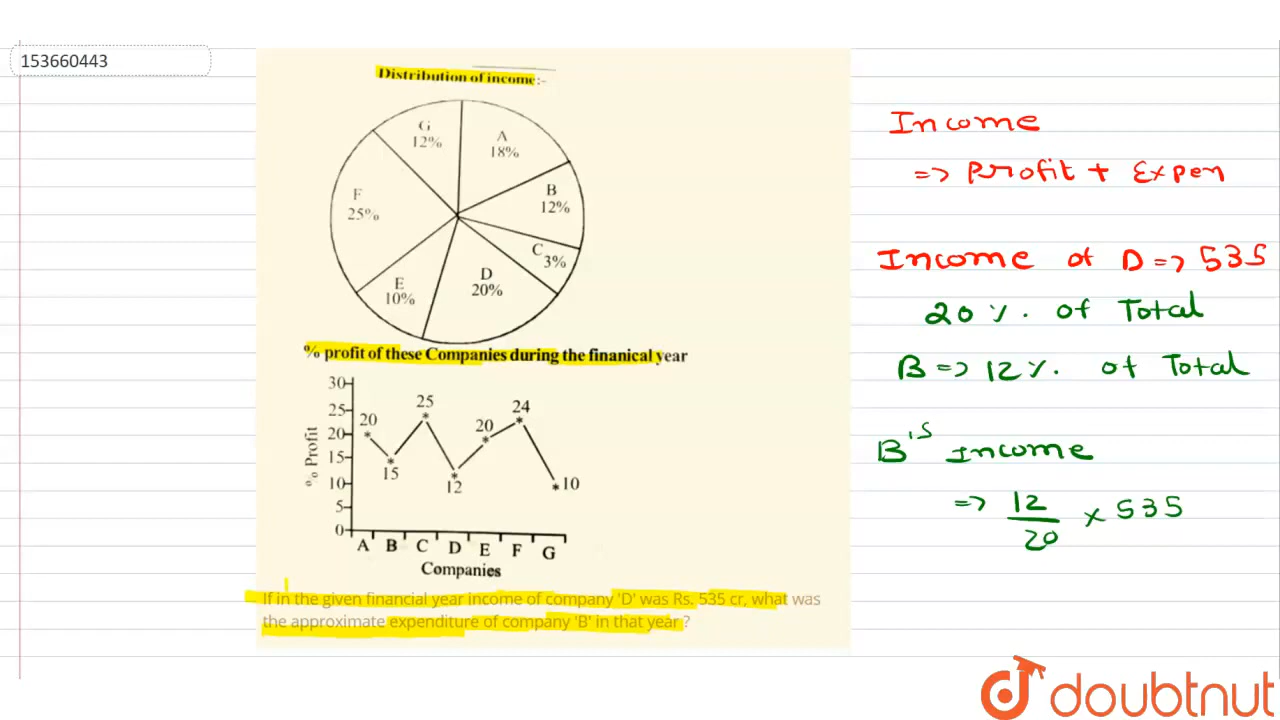 153660443
Distribution of income:-
G
12%
A
18%
F
25%
B
12%
C
3%
D
20%
E
10%
% profit of these Companies during the finanical year
% Profit
30
25
20
15
10
5
0
20
15
25
12
20
24
10
A B C D E F G
Companies
If in the given financial year income of company 'D' was Rs. 535 cr, what was
the approximate expenditure of company 'B' in that year ?
Income
=> Profit + Expen
Income of D => 535
20 %. of Total
B => 12 %. of Total
B's Income
=> 12/20 × 535
doubtnut